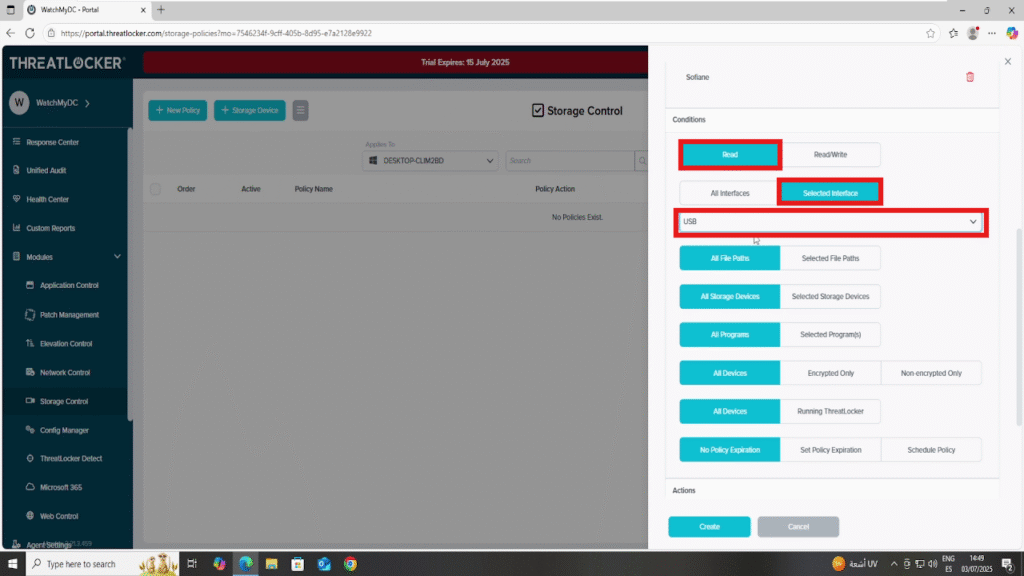 WatchMyDC - Portal
https://portal.threatlocker.com/storage-policies?mo=7546234f-9cff-405b-8d95-e7a2128e9922
THREATLOCKER
Trial Expires: 15 July 2025
W
WatchMyDC
Response Center
Unified Audit
Health Center
Custom Reports
Modules
Application Control
Patch Management
Elevation Control
Network Control
Storage Control
Config Manager
ThreatLocker Detect
Microsoft 365
Web Control
Agent Settings
+ New Policy
+ Storage Device
Storage Control
Applies To
DESKTOP-CLIM2BD
Search
Order
Active
Policy Name
Policy Action
No Policies Exist.
Sofiane
Conditions
Read
Read/Write
All Interfaces
Selected Interface
USB
All File Paths
Selected File Paths
All Storage Devices
Selected Storage Devices
All Programs
Selected Program(s)
All Devices
Encrypted Only
Non-encrypted Only
All Devices
Running ThreatLocker
No Policy Expiration
Set Policy Expiration
Schedule Policy
Actions
Create
Cancel
Type here to search
أشعة UV
ENG
ES
14:49
03/07/2025
2